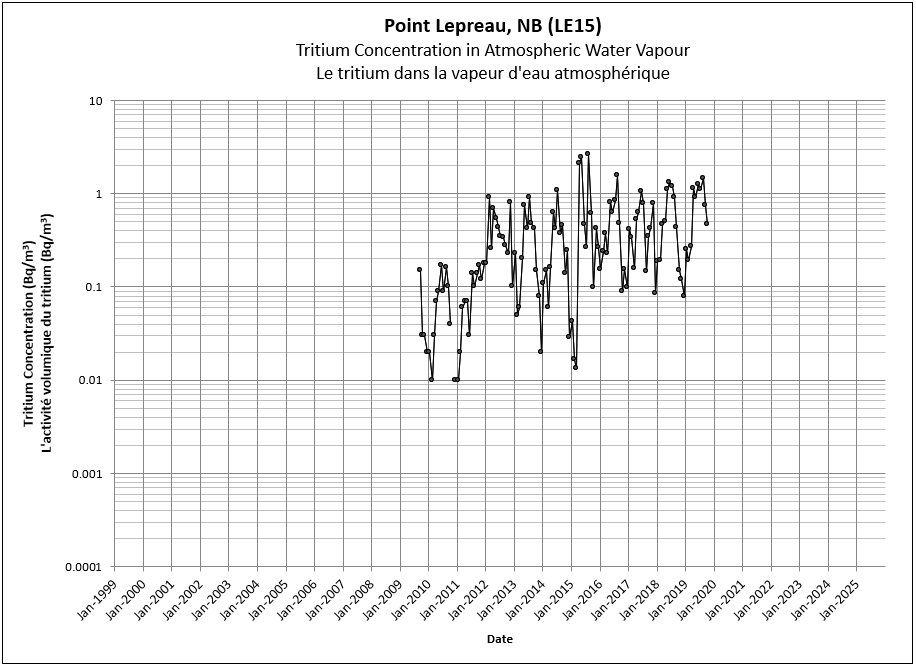 Point Lepreau, NB (LE15)
Tritium Concentration in Atmospheric Water Vapour
Le tritium dans la vapeur d'eau atmosphérique
Tritium Concentration (Bq/m³)
L'activité volumique du tritium (Bq/m³)
10
1
0.1
0.01
0.001
0.0001
Jan-1999
Jan-2000
Jan-2001
Jan-2002
Jan-2003
Jan-2004
Jan-2005
Jan-2006
Jan-2007
Jan-2008
Jan-2009
Jan-2010
Jan-2011
Jan-2012
Jan-2013
Jan-2014
Jan-2015
Jan-2016
Jan-2017
Jan-2018
Jan-2019
Jan-2020
Jan-2021
Jan-2022
Jan-2023
Jan-2024
Jan-2025
Date